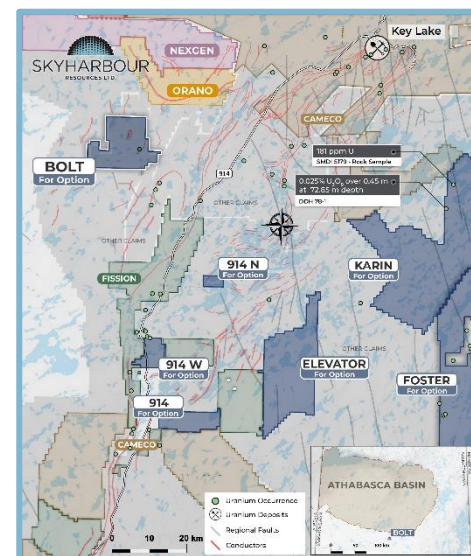 SKYHARBOUR
RESOURCES LTD.
NEXGEN
ORANO
Key Lake
CAMECO
181 ppm U
SMDI 5179 - Rock Sample
0.025% U₃O₈ over 0.45 m
at 72.85 m depth
DDH 78-1
BOLT
For Option
914
OTHER CLAIMS
OTHER CLAIMS
914 N
For Option
KARIN
For Option
FISSION
OTHER CLAIMS
914 W
For Option
ELEVATOR
For Option
FOSTER
For Option
914
For Option
CAMECO
Uranium Occurrence
Uranium Deposits
Regional Faults
Conductors
0 10 20 km
ATHABASCA BASIN
BOLT